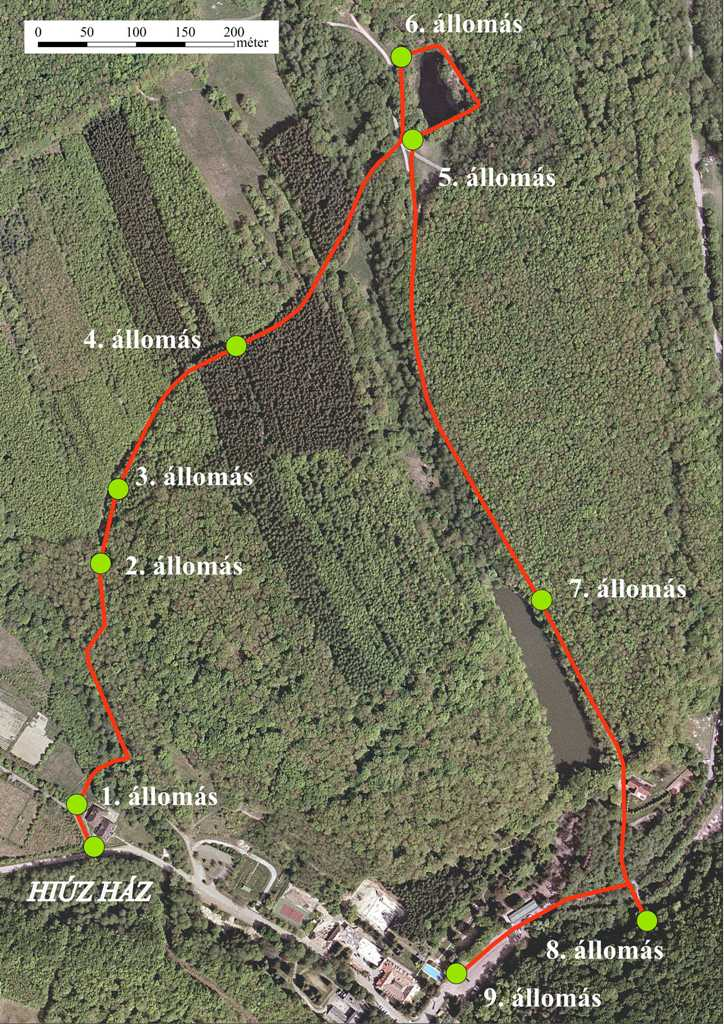 0 50 100 150 200
méter
6. állomás
5. állomás
4. állomás
3. állomás
2. állomás
7. állomás
1. állomás
HIÚZ HÁZ
8. állomás
9. állomás